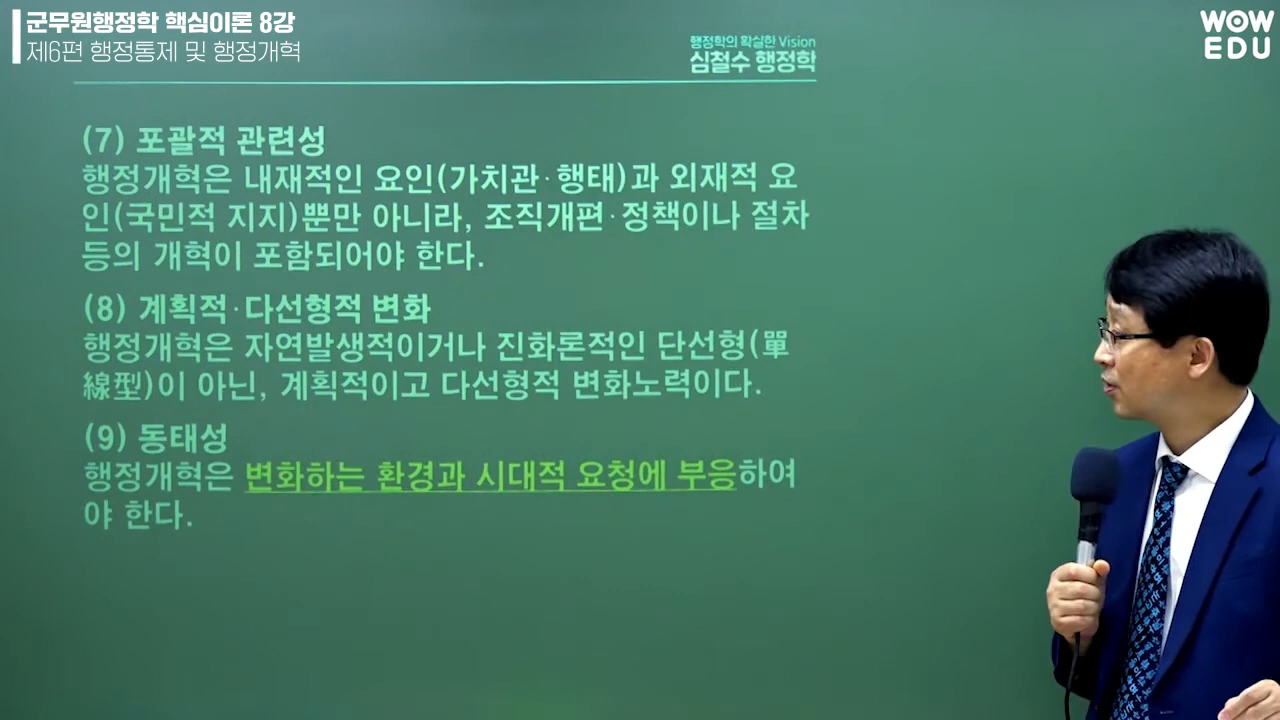 군무원행정학 핵심이론 8강
제6편 행정통제 및 행정개혁
WOW
EDU
행정학의 확실한 Vision
심철수 행정학
(7) 포괄적 관련성
행정개혁은 내재적인 요인(가치관·행태)과 외재적 요
인(국민적 지지)뿐만 아니라, 조직개편·정책이나 절차
등의 개혁이 포함되어야 한다.
(8) 계획적·다선형적 변화
행정개혁은 자연발생적이거나 진화론적인 단선형(單
線型)이 아닌, 계획적이고 다선형적 변화노력이다.
(9) 동태성
행정개혁은 변화하는 환경과 시대적 요청에 부응하여
야 한다.